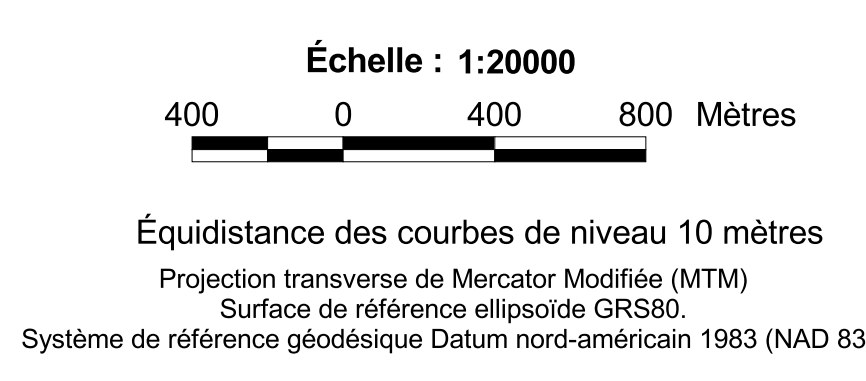 Échelle : 1:20000
400 0 400 800 Mètres
Équidistance des courbes de niveau 10 mètres
Projection transverse de Mercator Modifiée (MTM)
Surface de référence ellipsoïde GRS80.
Système de référence géodésique Datum nord-américain 1983 (NAD 83